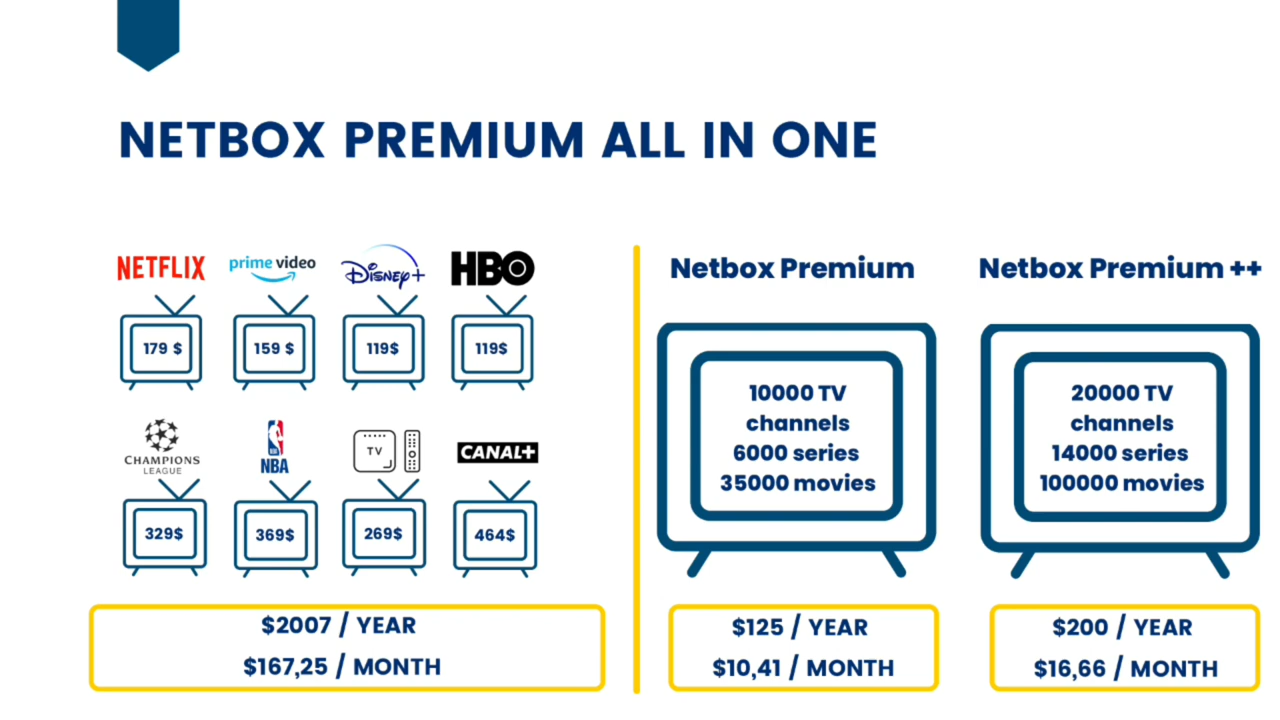 NETBOX PREMIUM ALL IN ONE
NETFLIX
prime video
Disney+
HBO
179 $
159 $
119$
119$
CHAMPIONS
LEAGUE
NBA
TV
CANAL+
329$
369$
269$
464$
$2007 / YEAR
$167,25 / MONTH
Netbox Premium
10000 TV
channels
6000 series
35000 movies
$125 / YEAR
$10,41 / MONTH
Netbox Premium ++
20000 TV
channels
14000 series
100000 movies
$200 / YEAR
$16,66 / MONTH